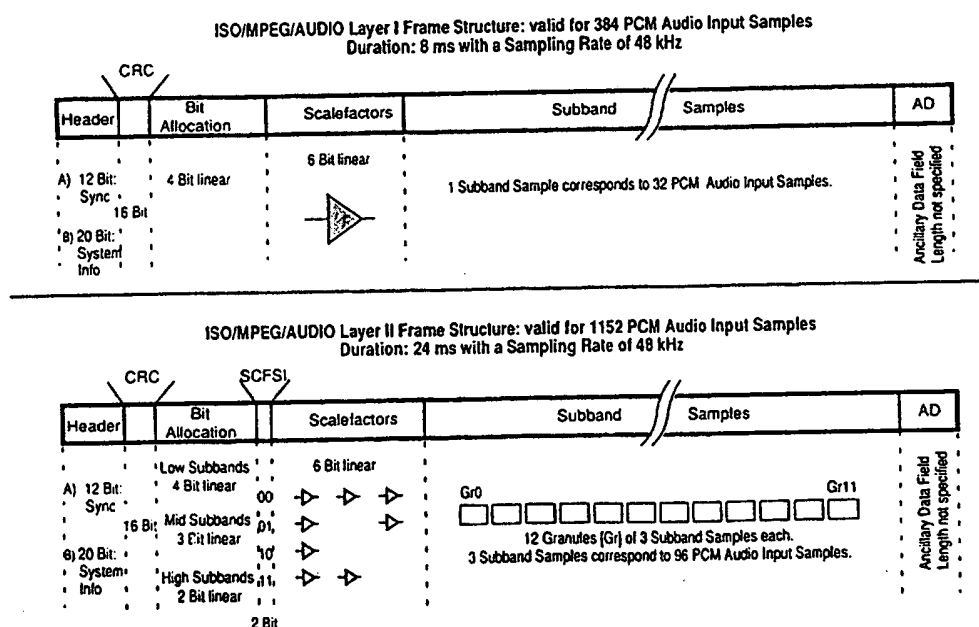 ISO/MPEG/AUDIO Layer I Frame Structure: valid for 384 PCM Audio Input Samples
Duration: 8 ms with a Sampling Rate of 48 kHz
CRC
Header
Bit
Allocation
Scalefactors
Subband Samples
AD
A) 12 Bit:
Sync
16 Bit
B) 20 Bit:
System
Info
4 Bit linear
6 Bit linear
1 Subband Sample corresponds to 32 PCM Audio Input Samples.
Ancillary Data Field
Length not specified
ISO/MPEG/AUDIO Layer II Frame Structure: valid for 1152 PCM Audio Input Samples
Duration: 24 ms with a Sampling Rate of 48 kHz
CRC
SCFSI
Header
Bit
Allocation
Scalefactors
Subband Samples
AD
A) 12 Bit:
Sync
16 Bit
B) 20 Bit:
System
Info
Low Subbands
4 Bit linear
Mid Subbands
3 Bit linear
High Subbands
2 Bit linear
00
01
10
11
2 Bit
6 Bit linear
Gr0
Gr11
12 Granules [Gr] of 3 Subband Samples each.
3 Subband Samples correspond to 96 PCM Audio Input Samples.
Ancillary Data Field
Length not specified